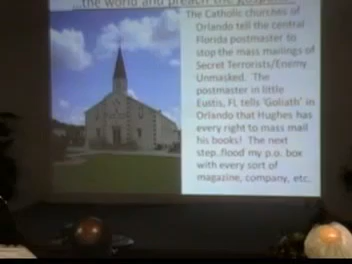 ...the world and preach the gospel...
The Catholic churches of
Orlando tell the central
Florida postmaster to
stop the mass mailings of
Secret Terrorists/Enemy
Unmasked. The
postmaster in little
Eustis, FL tells 'Goliath' in
Orlando that Hughes has
every right to mass mail
his books! The next
step..flood my p.o. box
with every sort of
magazine, company, etc.